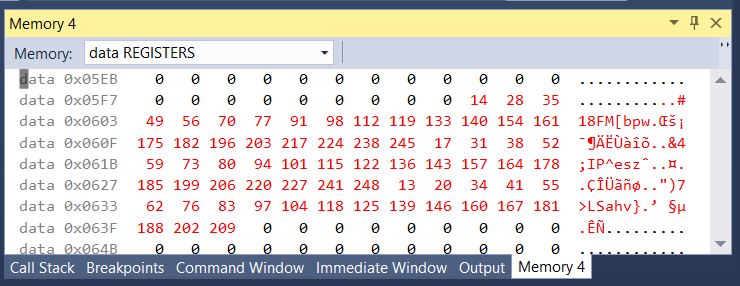 Memory 4
Memory: data REGISTERS
data 0x05EB 0 0 0 0 0 0 0 0 0 0 0 0 ............
data 0x05F7 0 0 0 0 0 0 0 0 0 14 28 35 ...........#
data 0x0603 49 56 70 77 91 98 112 119 133 140 154 161 18FM[bpw.Œš¡
data 0x060F 175 182 196 203 217 224 238 245 17 31 38 52 ¯¶ÄËÙàîõ..&4
data 0x061B 59 73 80 94 101 115 122 136 143 157 164 178 ;IP^eszˆ..¤.
data 0x0627 185 199 206 220 227 241 248 13 20 34 41 55 .ÇÎÜãñø..")7
data 0x0633 62 76 83 97 104 118 125 139 146 160 167 181 >LSahv}.’ §µ
data 0x063F 188 202 209 0 0 0 0 0 0 0 0 0 .ÊÑ.........
data 0x064B 0 0 0 0 0 0 0 0 0 0 0 0 ............
Call Stack Breakpoints Command Window Immediate Window Output Memory 4